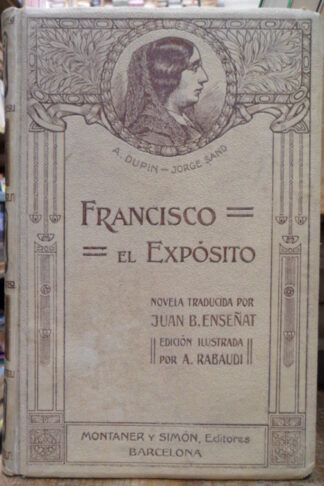 A. DUPIN — JORGE SAND
FRANCISCO
EL EXPÓSITO
NOVELA TRADUCIDA POR
JUAN B. ENSEÑAT
EDICIÓN ILUSTRADA
POR A. RABAUDI
MONTANER Y SIMÓN, Editores
BARCELONA